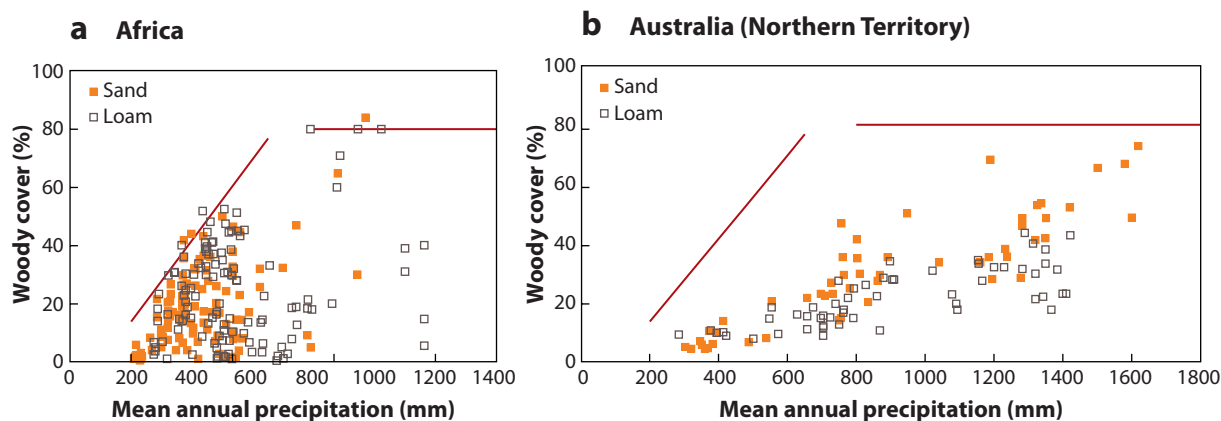 a Africa
Woody cover (%)
100
80
60
40
20
0
Sand
Loam
0 200 400 600 800 1000 1200 1400
Mean annual precipitation (mm)
b Australia (Northern Territory)
Woody cover (%)
100
80
60
40
20
0
Sand
Loam
0 200 400 600 800 1000 1200 1400 1600 1800
Mean annual precipitation (mm)